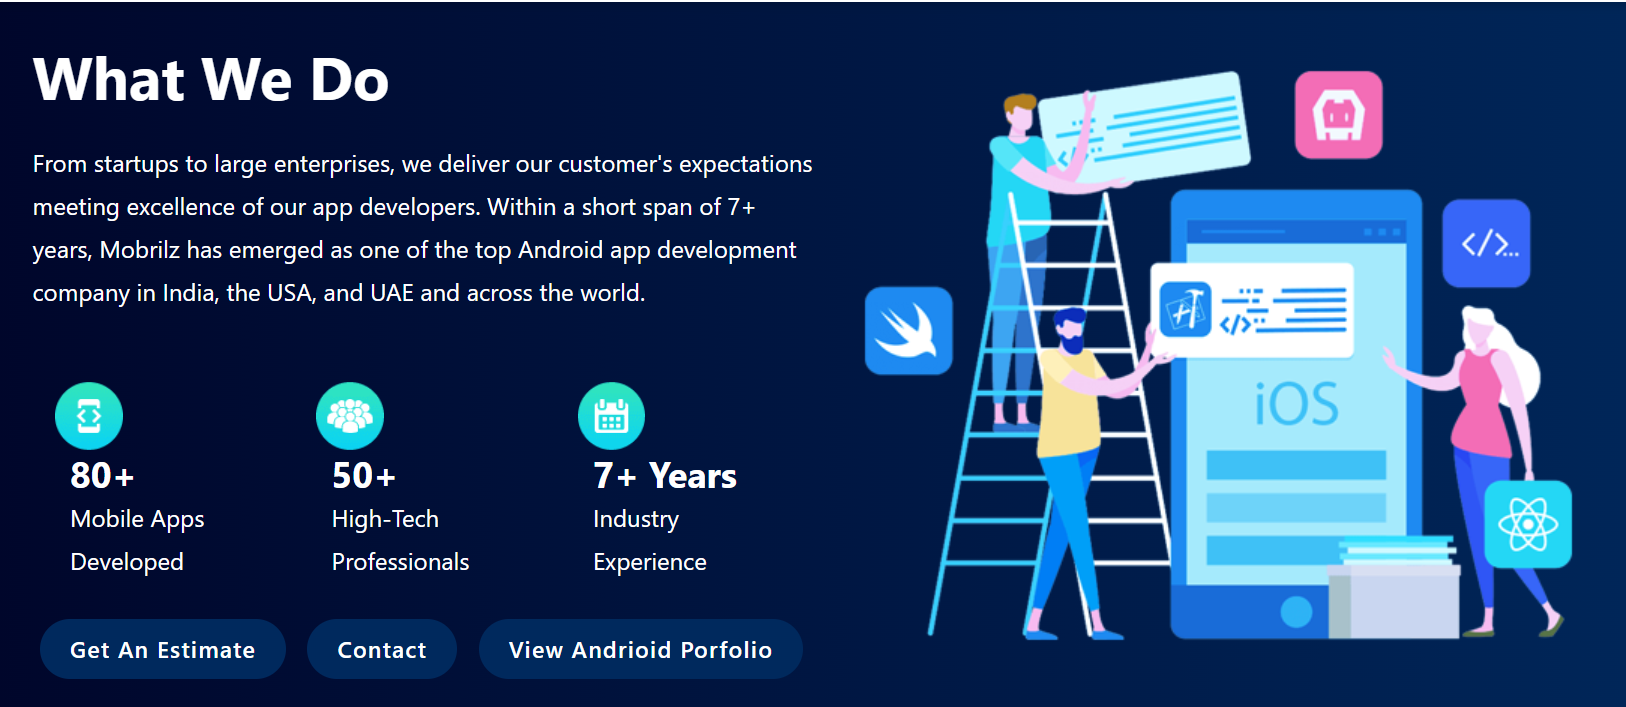 What We Do
From startups to large enterprises, we deliver our customer's expectations
meeting excellence of our app developers. Within a short span of 7+
years, Mobrilz has emerged as one of the top Android app development
company in India, the USA, and UAE and across the world.
80+
Mobile Apps
Developed
50+
High-Tech
Professionals
7+ Years
Industry
Experience
Get An Estimate
Contact
View Andrioid Porfolio
</>
</>...
</>
iOS